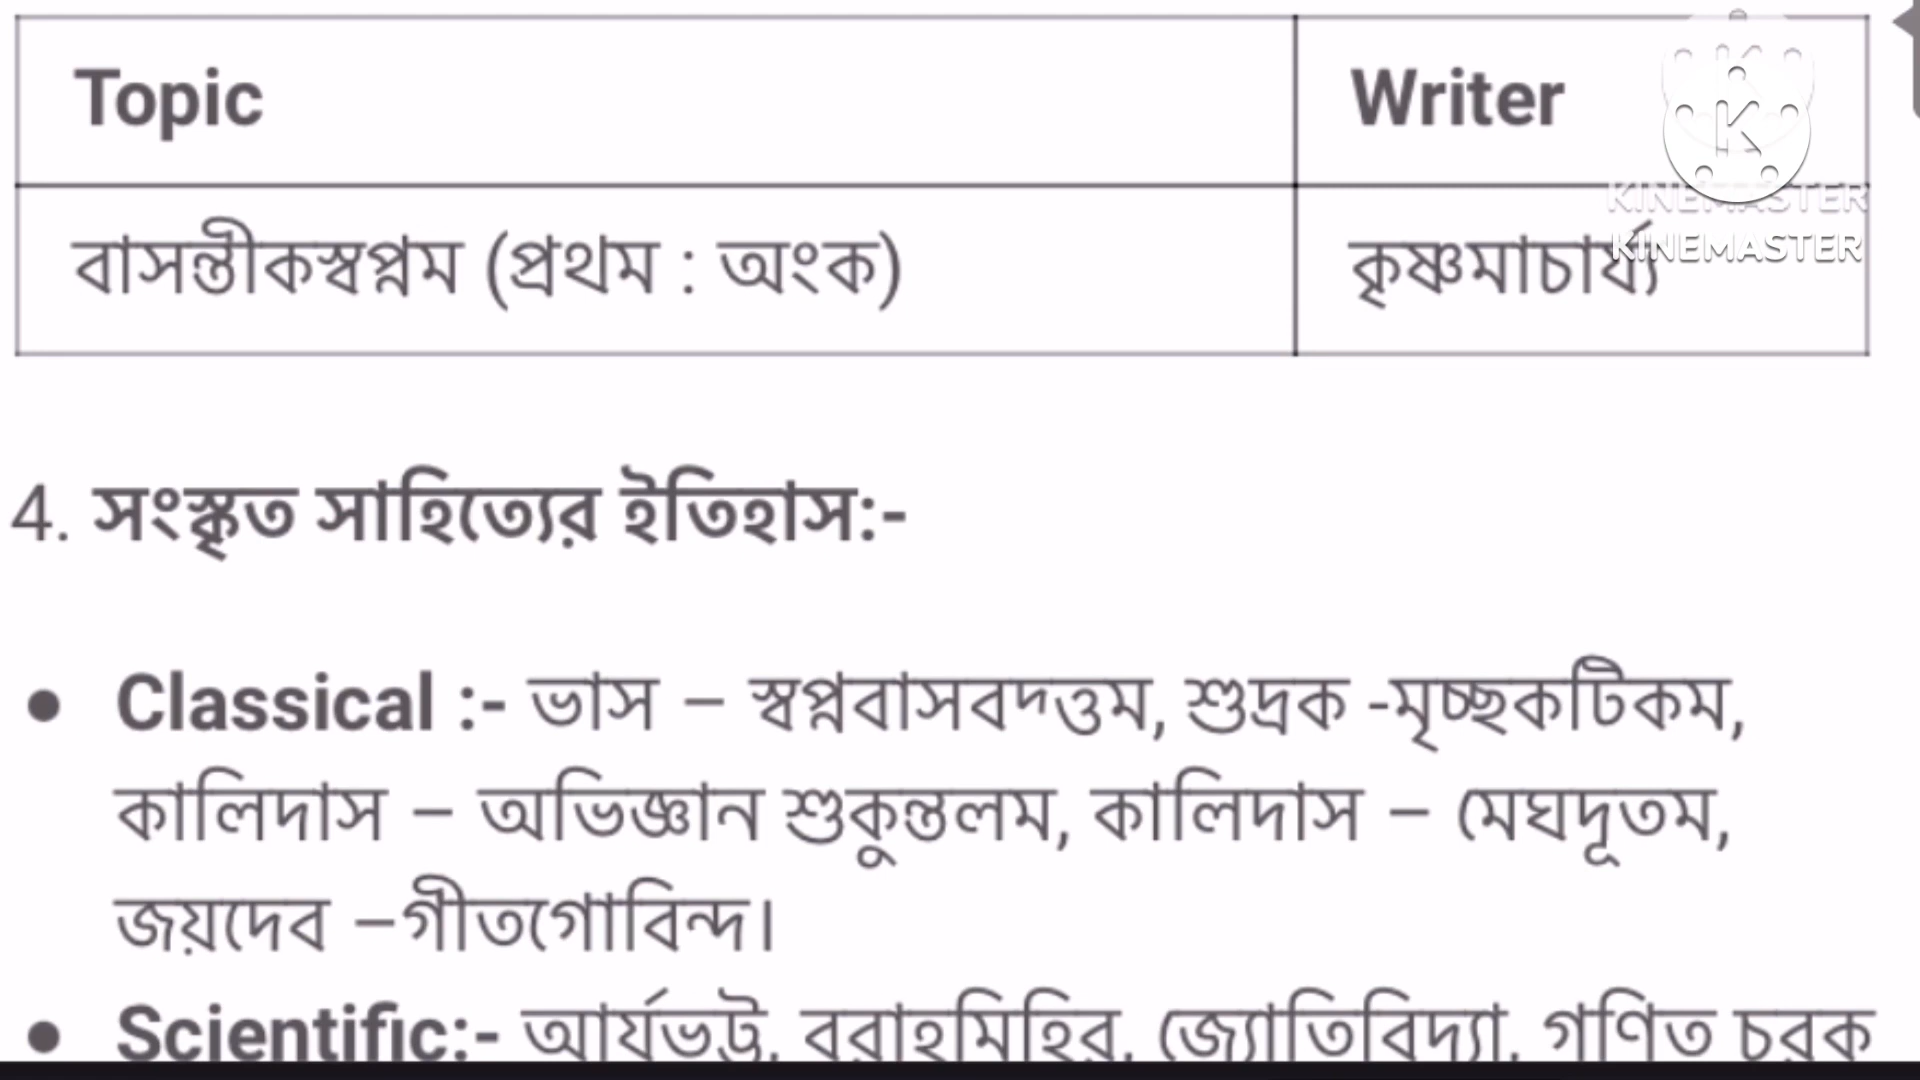 Topic
Writer
বাসন্তীকস্বপ্নম (প্রথম : অংক)
কৃষ্ণমাচার্য্য
KINEMASTER
KINEMASTER
4. সংস্কৃত সাহিত্যের ইতিহাস:-
Classical :- ভাস – স্বপ্নবাসবদত্তম, শুদ্রক -মৃচ্ছকটিকম,
কালিদাস – অভিজ্ঞান শুকুন্তলম, কালিদাস – মেঘদূতম,
জয়দেব –গীতগোবিন্দ।
Scientific:- আর্যভট্ট, বরাহমিহির, জ্যোতিবিদ্যা, গণিত চরক